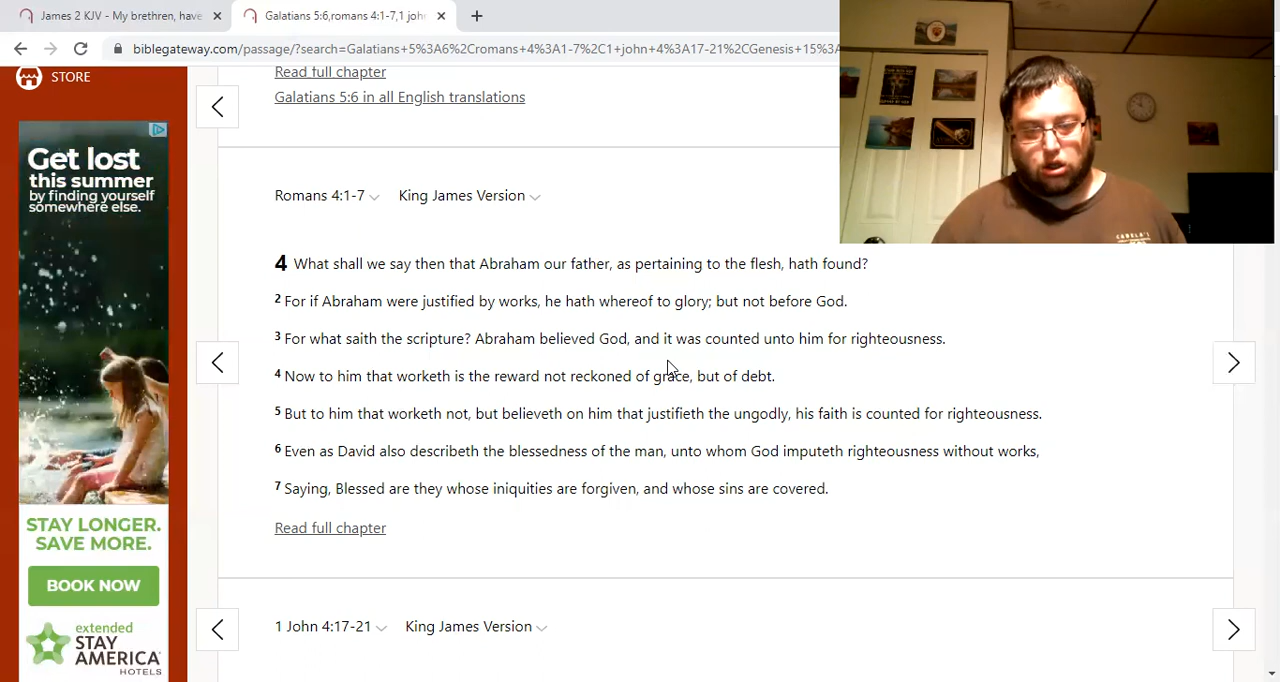 James 2 KJV - My brethren, have
Galatians 5:6,romans 4:1-7,1 joh
biblegateway.com/passage/?search=Galatians+5%3A6%2Cromans+4%3A1-7%2C1+john+4%3A17-21%2CGenesis+15%3A
STORE
Read full chapter
Galatians 5:6 in all English translations
Get lost
this summer
by finding yourself
somewhere else.
STAY LONGER.
SAVE MORE.
BOOK NOW
extended
STAY
AMERICA
HOTELS
Romans 4:1-7 King James Version
4 What shall we say then that Abraham our father, as pertaining to the flesh, hath found?
2 For if Abraham were justified by works, he hath whereof to glory; but not before God.
3 For what saith the scripture? Abraham believed God, and it was counted unto him for righteousness.
4 Now to him that worketh is the reward not reckoned of grace, but of debt.
5 But to him that worketh not, but believeth on him that justifieth the ungodly, his faith is counted for righteousness.
6 Even as David also describeth the blessedness of the man, unto whom God imputeth righteousness without works,
7 Saying, Blessed are they whose iniquities are forgiven, and whose sins are covered.
Read full chapter
1 John 4:17-21 King James Version
CABELA'S